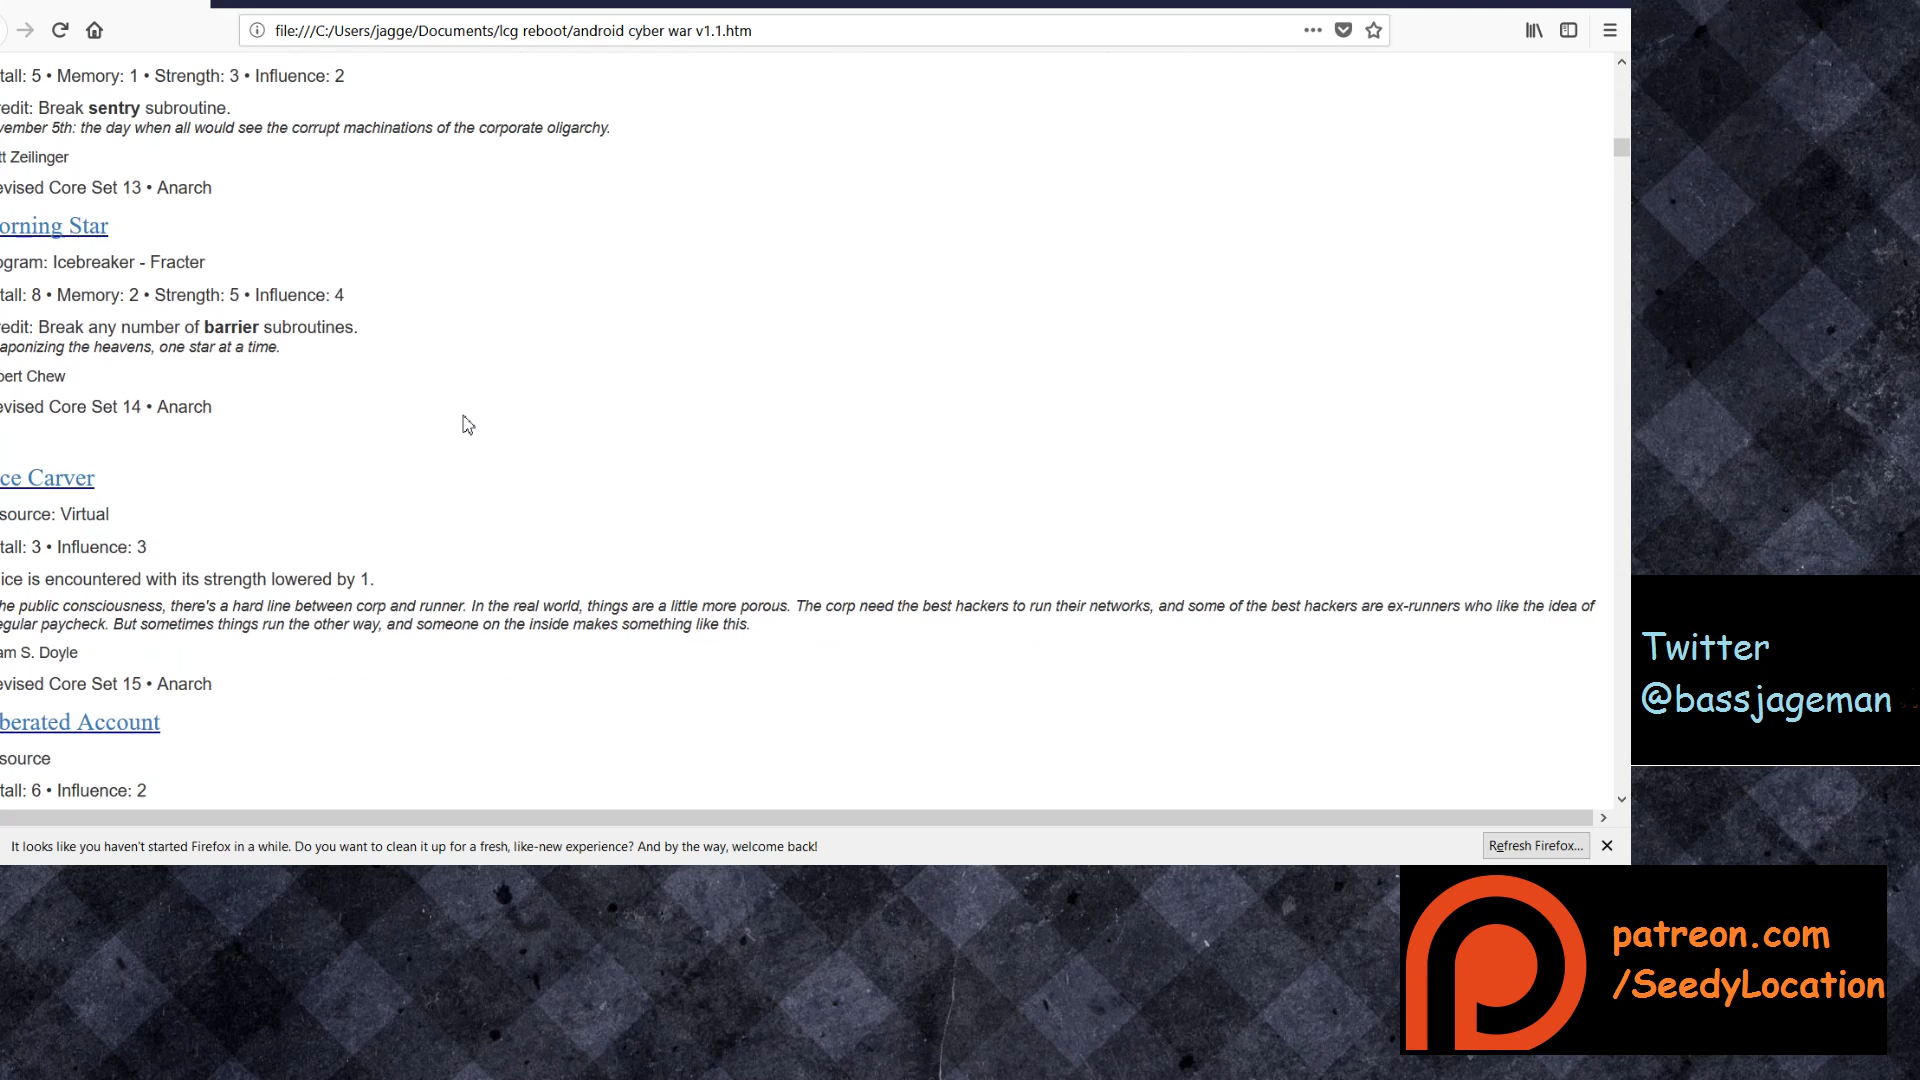 file:///C:/Users/jagge/Documents/lcg reboot/android cyber war v1.1.htm
tall: 5 • Memory: 1 • Strength: 3 • Influence: 2
edit: Break sentry subroutine.
vember 5th: the day when all would see the corrupt machinations of the corporate oligarchy.
tt Zeilinger
evised Core Set 13 • Anarch
orning Star
ogram: Icebreaker - Fracter
tall: 8 • Memory: 2 • Strength: 5 • Influence: 4
edit: Break any number of barrier subroutines.
aponizing the heavens, one star at a time.
bert Chew
evised Core Set 14 • Anarch
ce Carver
source: Virtual
tall: 3 • Influence: 3
ice is encountered with its strength lowered by 1.
he public consciousness, there's a hard line between corp and runner. In the real world, things are a little more porous. The corp need the best hackers to run their networks, and some of the best hackers are ex-runners who like the idea of
egular paycheck. But sometimes things run the other way, and someone on the inside makes something like this.
am S. Doyle
evised Core Set 15 • Anarch
berated Account
source
tall: 6 • Influence: 2
It looks like you haven't started Firefox in a while. Do you want to clean it up for a fresh, like-new experience? And by the way, welcome back!
Refresh Firefox...
Twitter
@bassjageman
patreon.com
/SeedyLocation